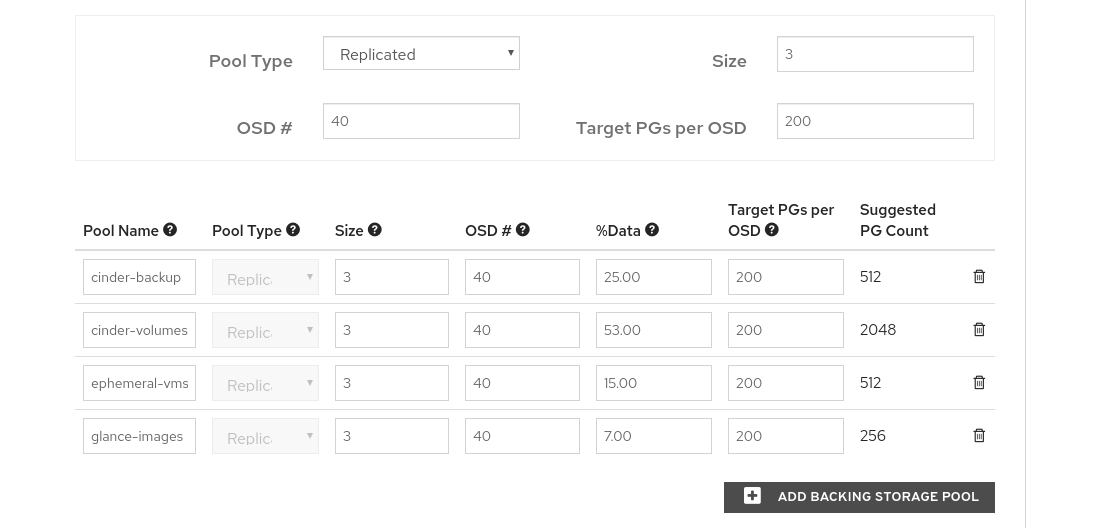 Pool Type Replicated Size 3
OSD # 40 Target PGs per OSD 200
Target PGs per Suggested
Pool Name Pool Type Size OSD # %Data OSD PG Count
cinder-backup Replic 3 40 25.00 200 512
cinder-volumes Replic 3 40 53.00 200 2048
ephemeral-vms Replic 3 40 15.00 200 512
glance-images Replic 3 40 7.00 200 256
ADD BACKING STORAGE POOL